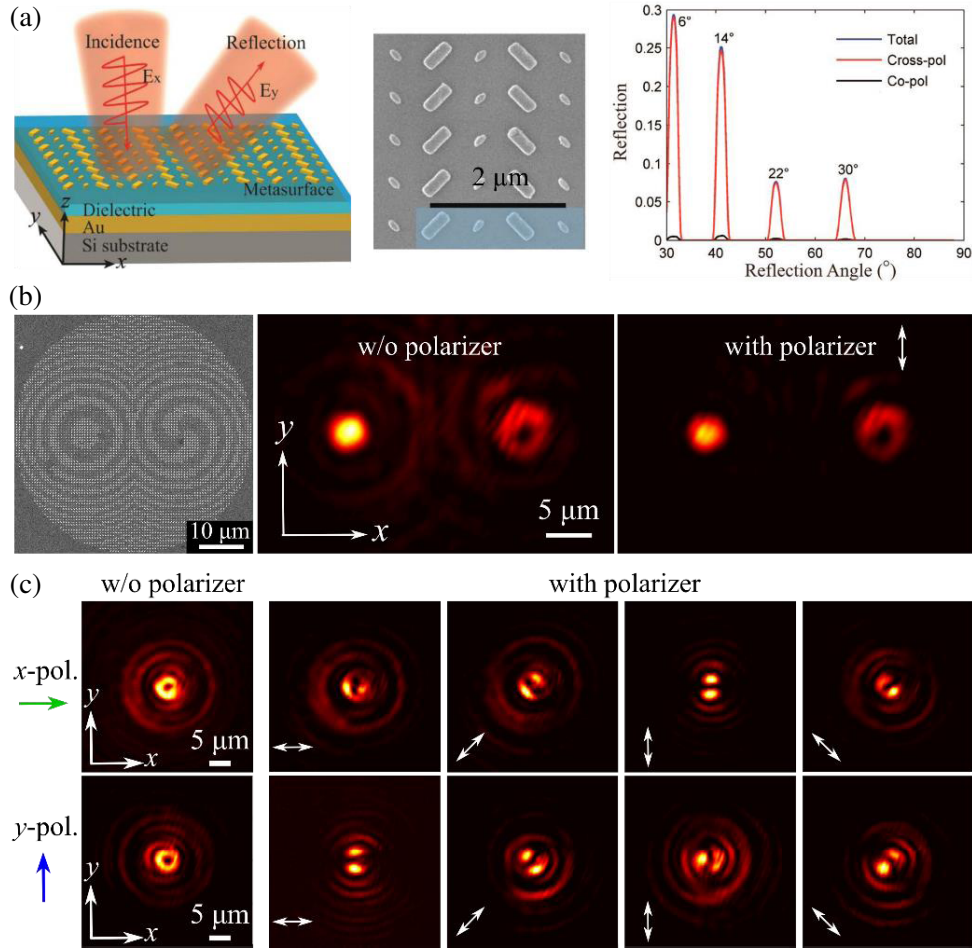 (a)
Incidence
Reflection
Ex
Ey
Metasurface
Dielectric
Au
Si substrate
z
y
x
2 μm
Reflection
0.3
0.25
0.2
0.15
0.1
0.05
0
6°
14°
22°
30°
Total
Cross-pol
Co-pol
30 40 50 60 70 80 90
Reflection Angle (°)
(b)
10 μm
w/o polarizer
y
x
5 μm
with polarizer
(c)
w/o polarizer
with polarizer
x-pol.
y
x
5 μm
y-pol.
y
x
5 μm